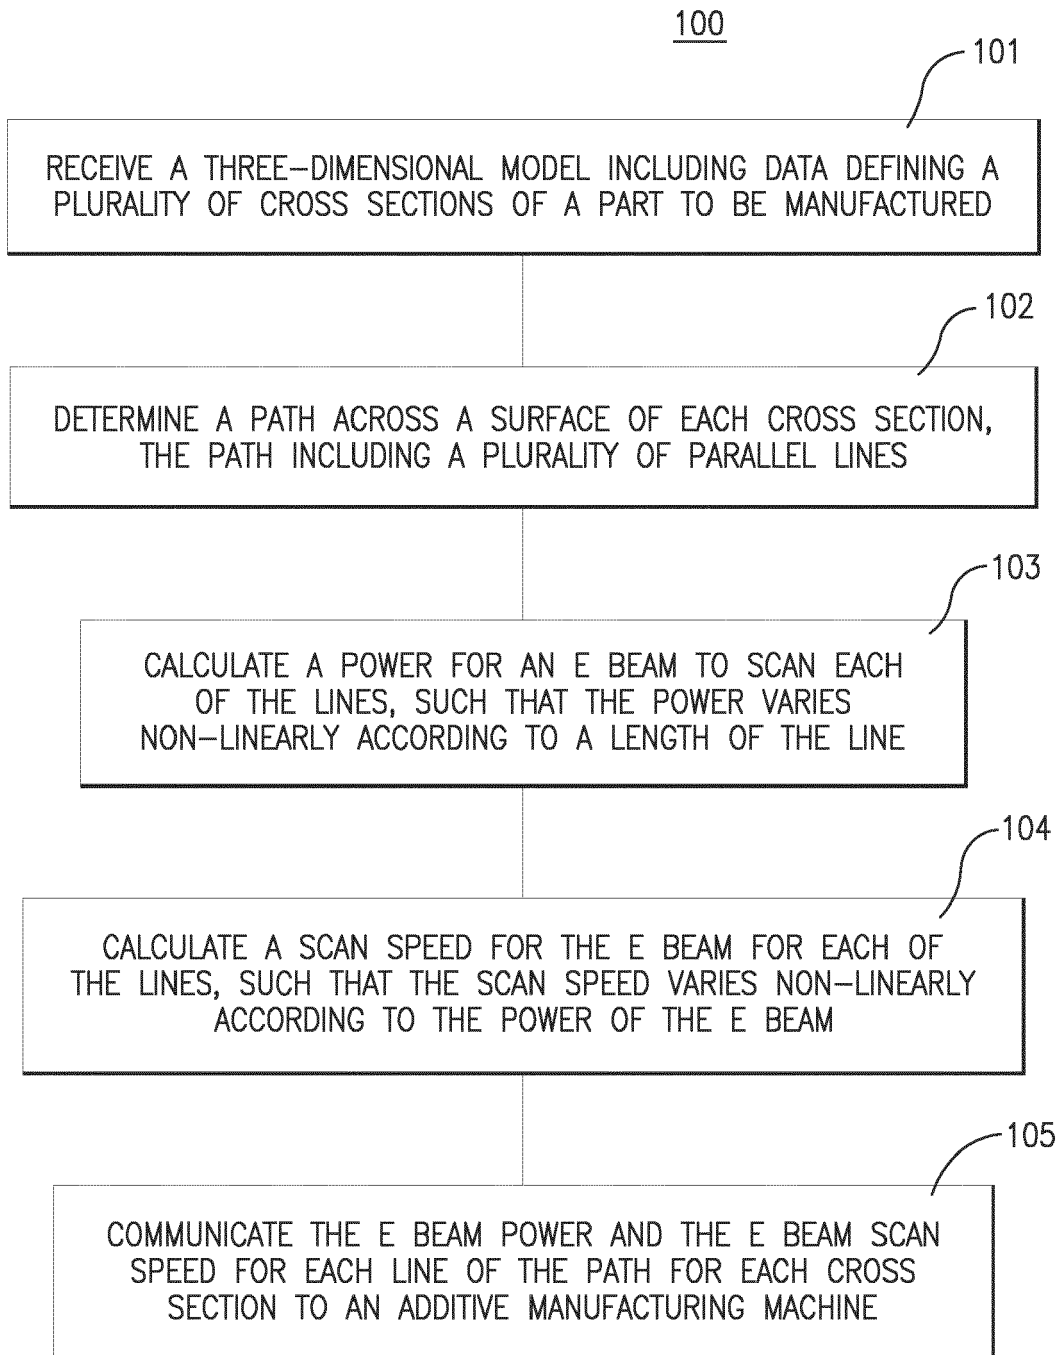 100
101
RECEIVE A THREE-DIMENSIONAL MODEL INCLUDING DATA DEFINING A
PLURALITY OF CROSS SECTIONS OF A PART TO BE MANUFACTURED
102
DETERMINE A PATH ACROSS A SURFACE OF EACH CROSS SECTION,
THE PATH INCLUDING A PLURALITY OF PARALLEL LINES
103
CALCULATE A POWER FOR AN E BEAM TO SCAN EACH
OF THE LINES, SUCH THAT THE POWER VARIES
NON-LINEARLY ACCORDING TO A LENGTH OF THE LINE
104
CALCULATE A SCAN SPEED FOR THE E BEAM FOR EACH OF
THE LINES, SUCH THAT THE SCAN SPEED VARIES NON-LINEARLY
ACCORDING TO THE POWER OF THE E BEAM
105
COMMUNICATE THE E BEAM POWER AND THE E BEAM SCAN
SPEED FOR EACH LINE OF THE PATH FOR EACH CROSS
SECTION TO AN ADDITIVE MANUFACTURING MACHINE